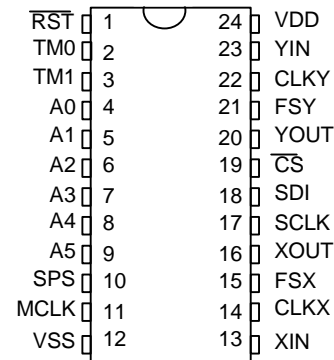 RST 1 24 VDD
TM0 2 23 YIN
TM1 3 22 CLKY
A0 4 21 FSY
A1 5 20 YOUT
A2 6 19 CS
A3 7 18 SDI
A4 8 17 SCLK
A5 9 16 XOUT
SPS 10 15 FSX
MCLK 11 14 CLKX
VSS 12 13 XIN